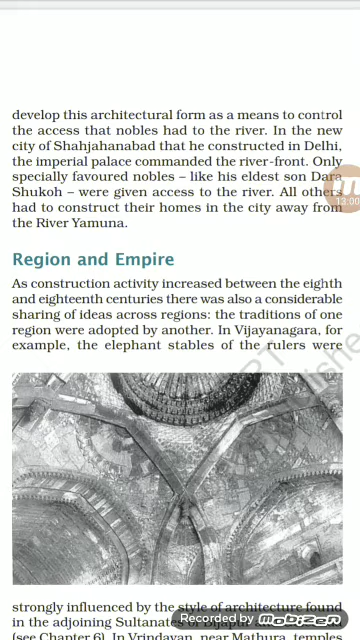 develop this architectural form as a means to control
the access that nobles had to the river. In the new
city of Shahjahanabad that he constructed in Delhi,
the imperial palace commanded the river-front. Only
specially favoured nobles – like his eldest son Dara
Shukoh – were given access to the river. All others
had to construct their homes in the city away from
the River Yamuna.
13:00
Region and Empire
As construction activity increased between the eighth
and eighteenth centuries there was also a considerable
sharing of ideas across regions: the traditions of one
region were adopted by another. In Vijayanagara, for
example, the elephant stables of the rulers were
strongly influenced by the style of architecture found
in the adjoining Sultanates of
Recorded by MOBIZEN
(see Chapter 6). In Vrindavan, near Mathura, temples